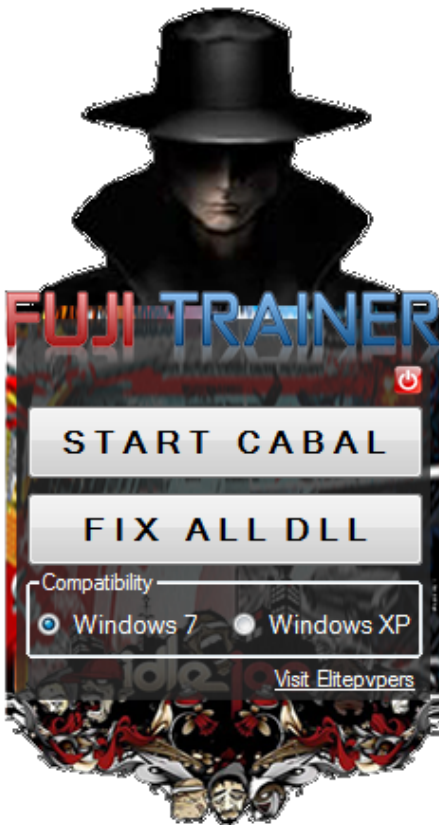 FUJI TRAINER
START CABAL
FIX ALL DLL
Compatibility
Windows 7
Windows XP
Visit Elitepvpers